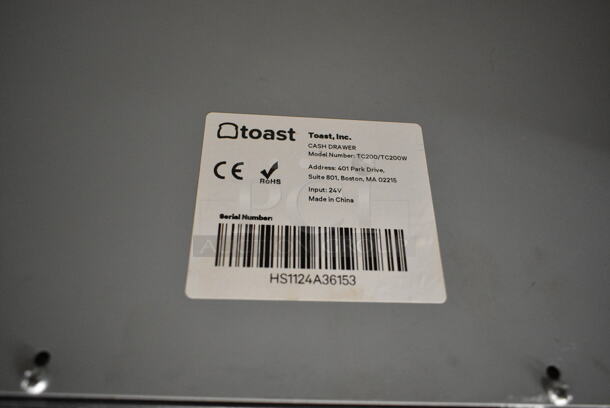 toast
Toast, Inc.
CASH DRAWER
Model Number: TC200/TC200W
Address: 401 Park Drive,
Suite 801, Boston, MA 02215
Input: 24V
Made in China
CE
RoHS
Serial Number:
HS1124A36153